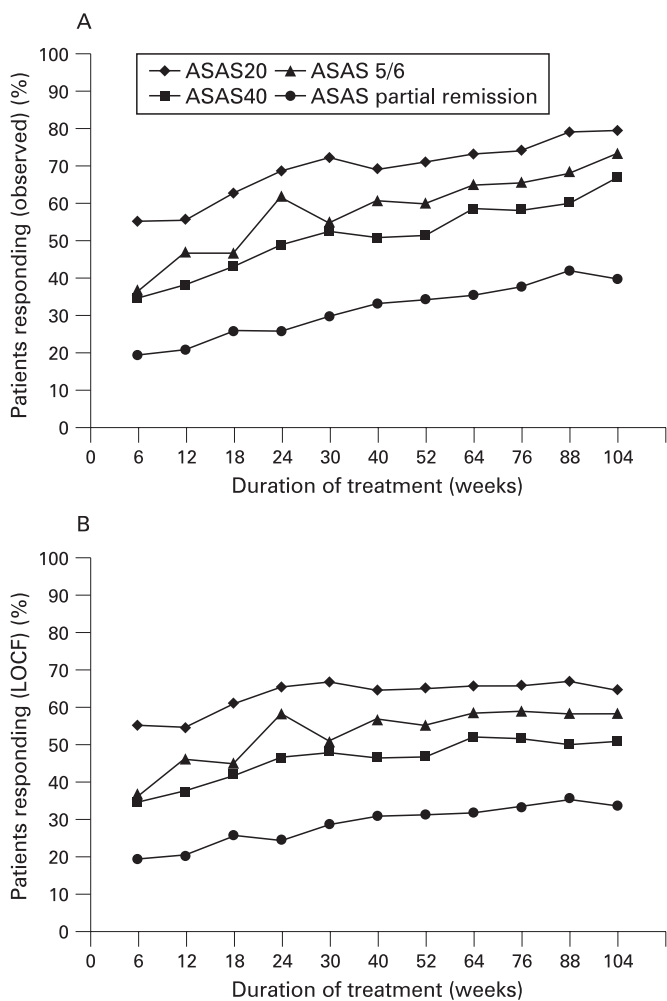 A
100
90
80
70
60
50
40
30
20
10
0
Patients responding (observed) (%)
ASAS20 ASAS 5/6
ASAS40 ASAS partial remission
0 6 12 18 24 30 40 52 64 76 88 104
Duration of treatment (weeks)
B
100
90
80
70
60
50
40
30
20
10
0
Patients responding (LOCF) (%)
0 6 12 18 24 30 40 52 64 76 88 104
Duration of treatment (weeks)